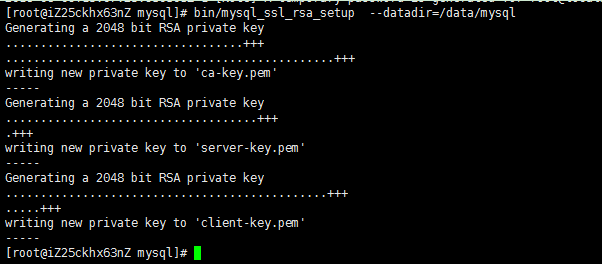 [root@iZ25ckhx63nZ mysql]# bin/mysql_ssl_rsa_setup  --datadir=/data/mysql
Generating a 2048 bit RSA private key
..................................+++
...............................................+++
writing new private key to 'ca-key.pem'
-----
Generating a 2048 bit RSA private key
....................................+++
.+++
writing new private key to 'server-key.pem'
-----
Generating a 2048 bit RSA private key
..............................................+++
.....+++
writing new private key to 'client-key.pem'
-----
[root@iZ25ckhx63nZ mysql]#